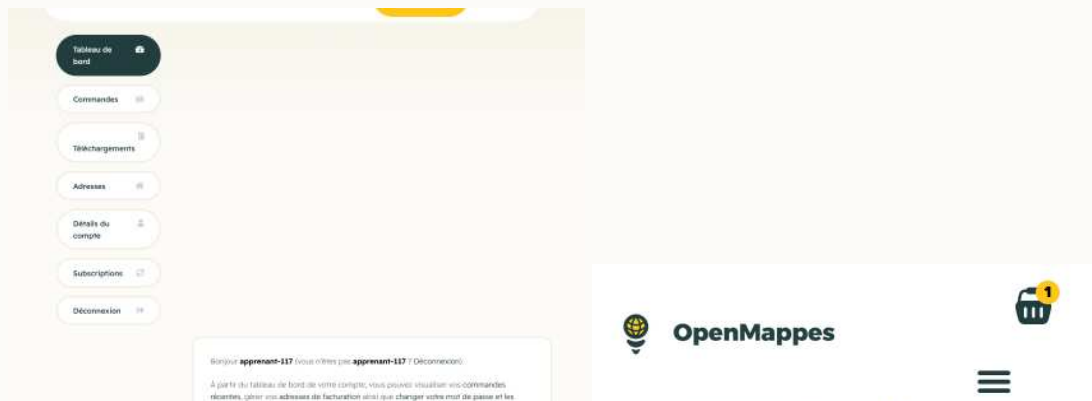 Tableau de
bord
Commandes
Téléchargements
Adresses
Détails du
compte
Subscriptions
Déconnexion
Bonjour apprenant-117 (vous n'êtes pas apprenant-117 ? Déconnexion)
À partir du tableau de bord de votre compte, vous pouvez visualiser vos commandes
récentes, gérer vos adresses de facturation ainsi que changer votre mot de passe et les
1
OpenMappes